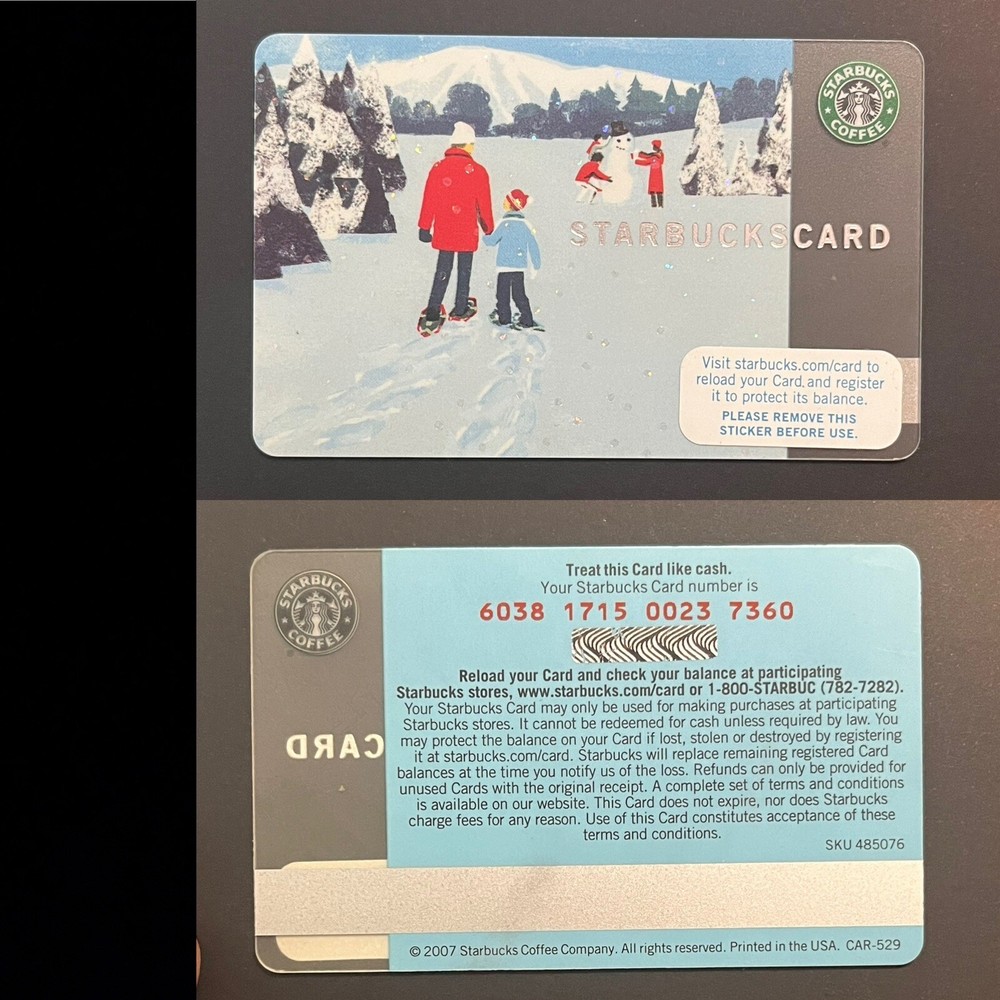 STARBUCKS
COFFEE
STARBUCKSCARD
Visit starbucks.com/card to
reload your Card, and register
it to protect its balance.
PLEASE REMOVE THIS
STICKER BEFORE USE.
STARBUCKS
COFFEE
CARD
Treat this Card like cash.
Your Starbucks Card number is
6038 1715 0023 7360
Reload your Card and check your balance at participating
Starbucks stores, www.starbucks.com/card or 1-800-STARBUC (782-7282).
Your Starbucks Card may only be used for making purchases at participating
Starbucks stores. It cannot be redeemed for cash unless required by law. You
may protect the balance on your Card if lost, stolen or destroyed by registering
it at starbucks.com/card. Starbucks will replace remaining registered Card
balances at the time you notify us of the loss. Refunds can only be provided for
unused Cards with the original receipt. A complete set of terms and conditions
is available on our website. This Card does not expire, nor does Starbucks
charge fees for any reason. Use of this Card constitutes acceptance of these
terms and conditions.
SKU 485076
© 2007 Starbucks Coffee Company. All rights reserved. Printed in the USA. CAR-529